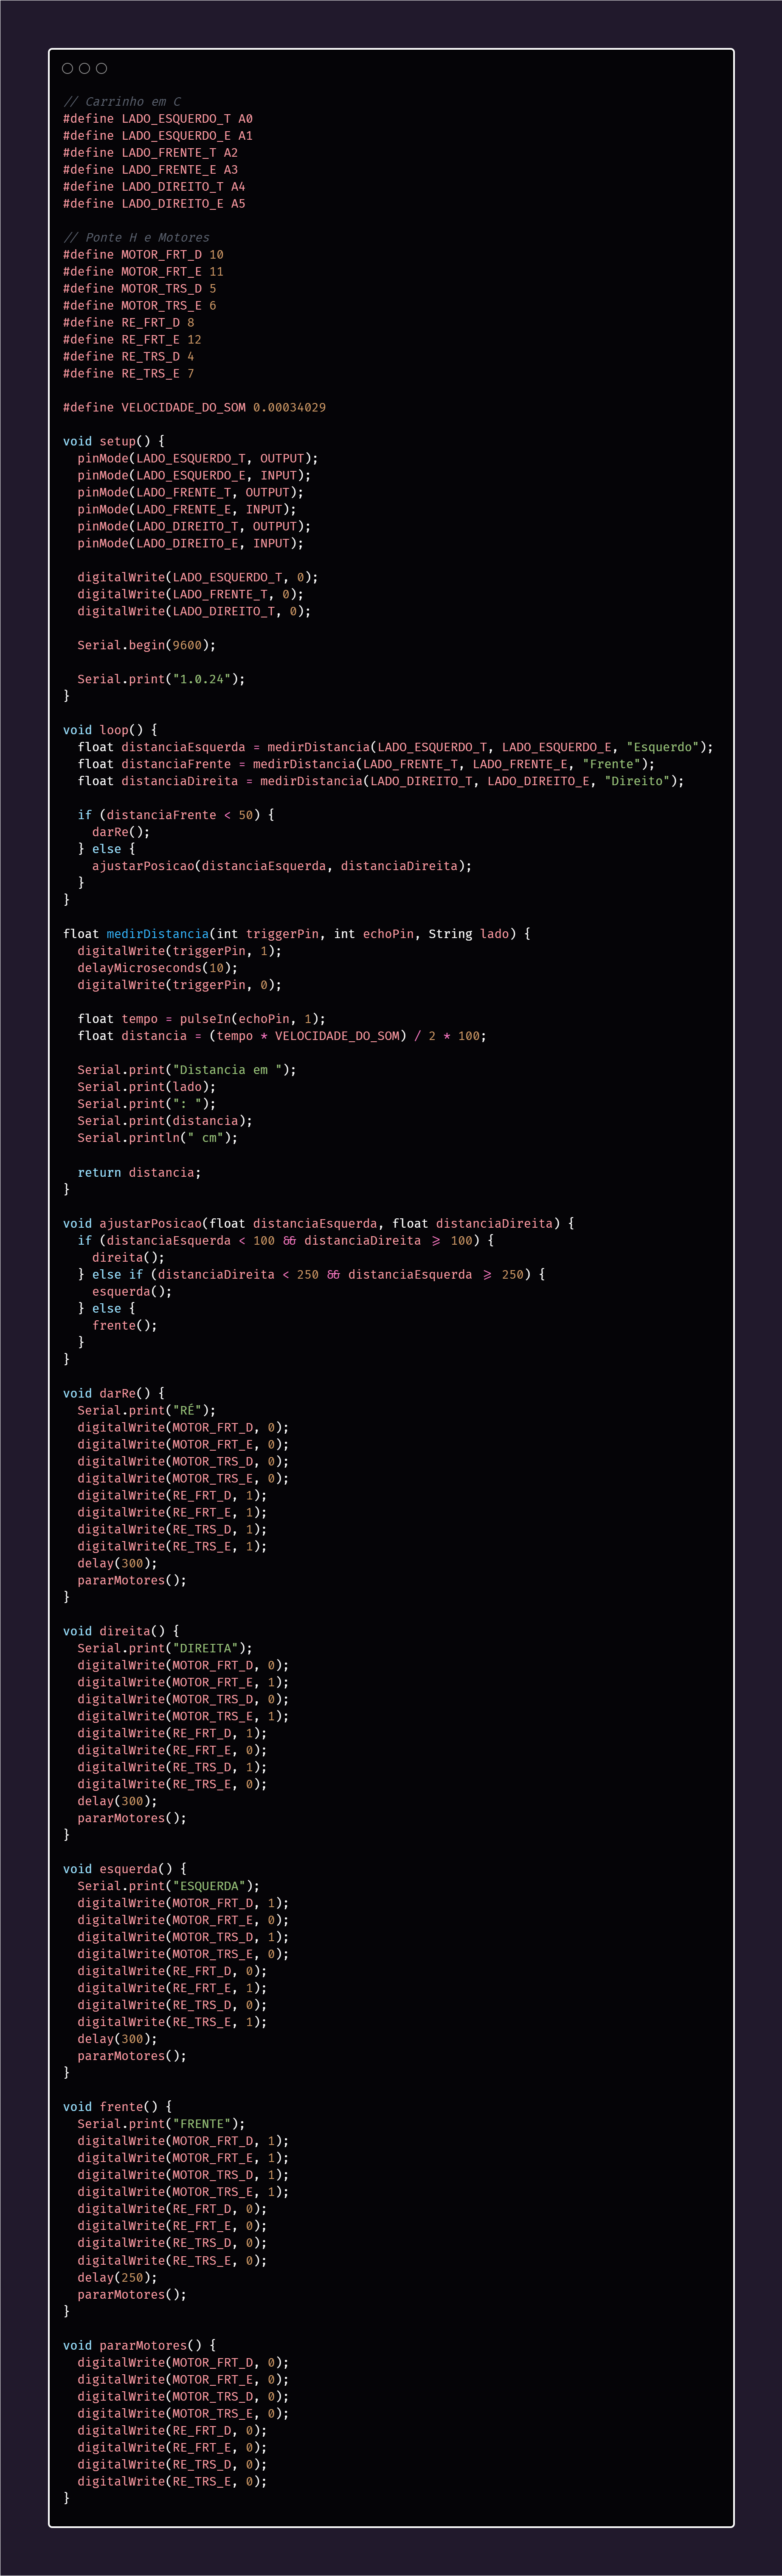 // Carrinho em C
#define LADO_ESQUERDO_T A0
#define LADO_ESQUERDO_E A1
#define LADO_FRENTE_T A2
#define LADO_FRENTE_E A3
#define LADO_DIREITO_T A4
#define LADO_DIREITO_E A5

// Ponte H e Motores
#define MOTOR_FRT_D 10
#define MOTOR_FRT_E 11
#define MOTOR_TRS_D 5
#define MOTOR_TRS_E 6
#define RE_FRT_D 8
#define RE_FRT_E 12
#define RE_TRS_D 4
#define RE_TRS_E 7

#define VELOCIDADE_DO_SOM 0.00034029

void setup() {
  pinMode(LADO_ESQUERDO_T, OUTPUT);
  pinMode(LADO_ESQUERDO_E, INPUT);
  pinMode(LADO_FRENTE_T, OUTPUT);
  pinMode(LADO_FRENTE_E, INPUT);
  pinMode(LADO_DIREITO_T, OUTPUT);
  pinMode(LADO_DIREITO_E, INPUT);

  digitalWrite(LADO_ESQUERDO_T, 0);
  digitalWrite(LADO_FRENTE_T, 0);
  digitalWrite(LADO_DIREITO_T, 0);

  Serial.begin(9600);

  Serial.print("1.0.24");
}

void loop() {
  float distanciaEsquerda = medirDistancia(LADO_ESQUERDO_T, LADO_ESQUERDO_E, "Esquerdo");
  float distanciaFrente = medirDistancia(LADO_FRENTE_T, LADO_FRENTE_E, "Frente");
  float distanciaDireita = medirDistancia(LADO_DIREITO_T, LADO_DIREITO_E, "Direito");

  if (distanciaFrente < 50) {
    darRe();
  } else {
    ajustarPosicao(distanciaEsquerda, distanciaDireita);
  }
}

float medirDistancia(int triggerPin, int echoPin, String lado) {
  digitalWrite(triggerPin, 1);
  delayMicroseconds(10);
  digitalWrite(triggerPin, 0);

  float tempo = pulseIn(echoPin, 1);
  float distancia = (tempo * VELOCIDADE_DO_SOM) / 2 * 100;

  Serial.print("Distancia em ");
  Serial.print(lado);
  Serial.print(": ");
  Serial.print(distancia);
  Serial.println(" cm");

  return distancia;
}

void ajustarPosicao(float distanciaEsquerda, float distanciaDireita) {
  if (distanciaEsquerda < 100 && distanciaDireita >= 100) {
    direita();
  } else if (distanciaDireita < 250 && distanciaEsquerda >= 250) {
    esquerda();
  } else {
    frente();
  }
}

void darRe() {
  Serial.print("RÉ");
  digitalWrite(MOTOR_FRT_D, 0);
  digitalWrite(MOTOR_FRT_E, 0);
  digitalWrite(MOTOR_TRS_D, 0);
  digitalWrite(MOTOR_TRS_E, 0);
  digitalWrite(RE_FRT_D, 1);
  digitalWrite(RE_FRT_E, 1);
  digitalWrite(RE_TRS_D, 1);
  digitalWrite(RE_TRS_E, 1);
  delay(300);
  pararMotores();
}

void direita() {
  Serial.print("DIREITA");
  digitalWrite(MOTOR_FRT_D, 0);
  digitalWrite(MOTOR_FRT_E, 1);
  digitalWrite(MOTOR_TRS_D, 0);
  digitalWrite(MOTOR_TRS_E, 1);
  digitalWrite(RE_FRT_D, 1);
  digitalWrite(RE_FRT_E, 0);
  digitalWrite(RE_TRS_D, 1);
  digitalWrite(RE_TRS_E, 0);
  delay(300);
  pararMotores();
}

void esquerda() {
  Serial.print("ESQUERDA");
  digitalWrite(MOTOR_FRT_D, 1);
  digitalWrite(MOTOR_FRT_E, 0);
  digitalWrite(MOTOR_TRS_D, 1);
  digitalWrite(MOTOR_TRS_E, 0);
  digitalWrite(RE_FRT_D, 0);
  digitalWrite(RE_FRT_E, 1);
  digitalWrite(RE_TRS_D, 0);
  digitalWrite(RE_TRS_E, 1);
  delay(300);
  pararMotores();
}

void frente() {
  Serial.print("FRENTE");
  digitalWrite(MOTOR_FRT_D, 1);
  digitalWrite(MOTOR_FRT_E, 1);
  digitalWrite(MOTOR_TRS_D, 1);
  digitalWrite(MOTOR_TRS_E, 1);
  digitalWrite(RE_FRT_D, 0);
  digitalWrite(RE_FRT_E, 0);
  digitalWrite(RE_TRS_D, 0);
  digitalWrite(RE_TRS_E, 0);
  delay(250);
  pararMotores();
}

void pararMotores() {
  digitalWrite(MOTOR_FRT_D, 0);
  digitalWrite(MOTOR_FRT_E, 0);
  digitalWrite(MOTOR_TRS_D, 0);
  digitalWrite(MOTOR_TRS_E, 0);
  digitalWrite(RE_FRT_D, 0);
  digitalWrite(RE_FRT_E, 0);
  digitalWrite(RE_TRS_D, 0);
  digitalWrite(RE_TRS_E, 0);
}